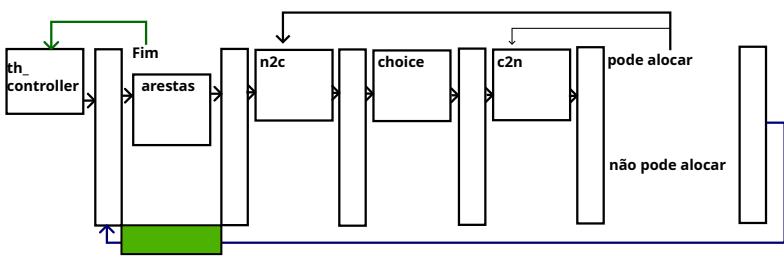 Fim
th_
controller
arestas
n2c
choice
c2n
pode alocar
não pode alocar